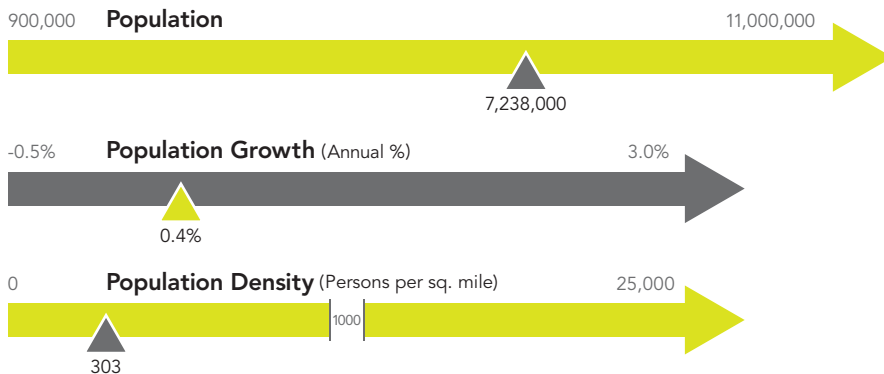 900,000 Population 11,000,000
7,238,000
-0.5% Population Growth (Annual %) 3.0%
0.4%
0 Population Density (Persons per sq. mile) 25,000
1000
303